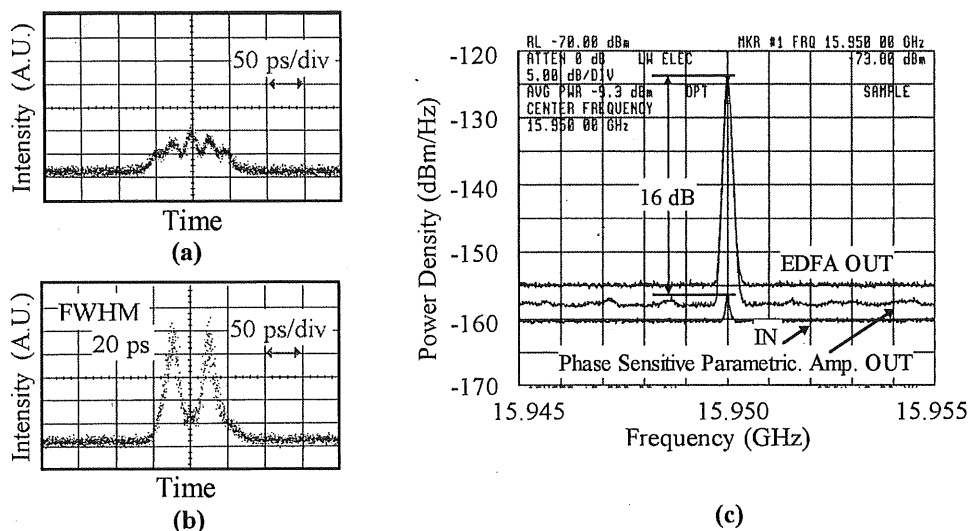 50 ps/div
Intensity (A.U.)
Time
(a)
FWHM
20 ps
50 ps/div
Intensity (A.U.)
Time
(b)
RL -70.00 dBm
MKR #1 FRQ 15.950 00 GHz
ATTEN 0 dB
LW ELEC
-73.00 dBm
5.00 dB/DIV
AVG PWR -9.3 dBm
OPT
SAMPLE
CENTER FREQUENCY
15.950 00 GHz
-120
-130
-140
-150
-160
-170
Power Density (dBm/Hz)
16 dB
EDFA OUT
IN
Phase Sensitive Parametric. Amp. OUT
15.945
15.950
15.955
Frequency (GHz)
(c)